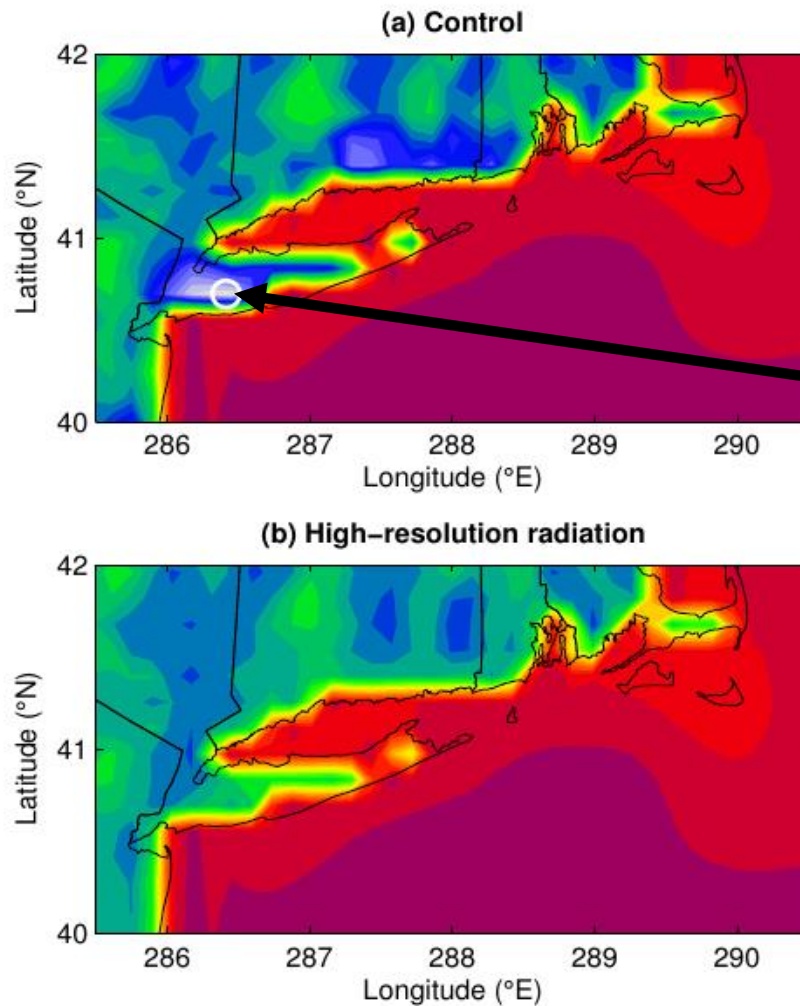 (a) Control
42
41
40
Latitude (°N)
286 287 288 289 290
Longitude (°E)
(b) High−resolution radiation
42
41
40
Latitude (°N)
286 287 288 289 290
Longitude (°E)